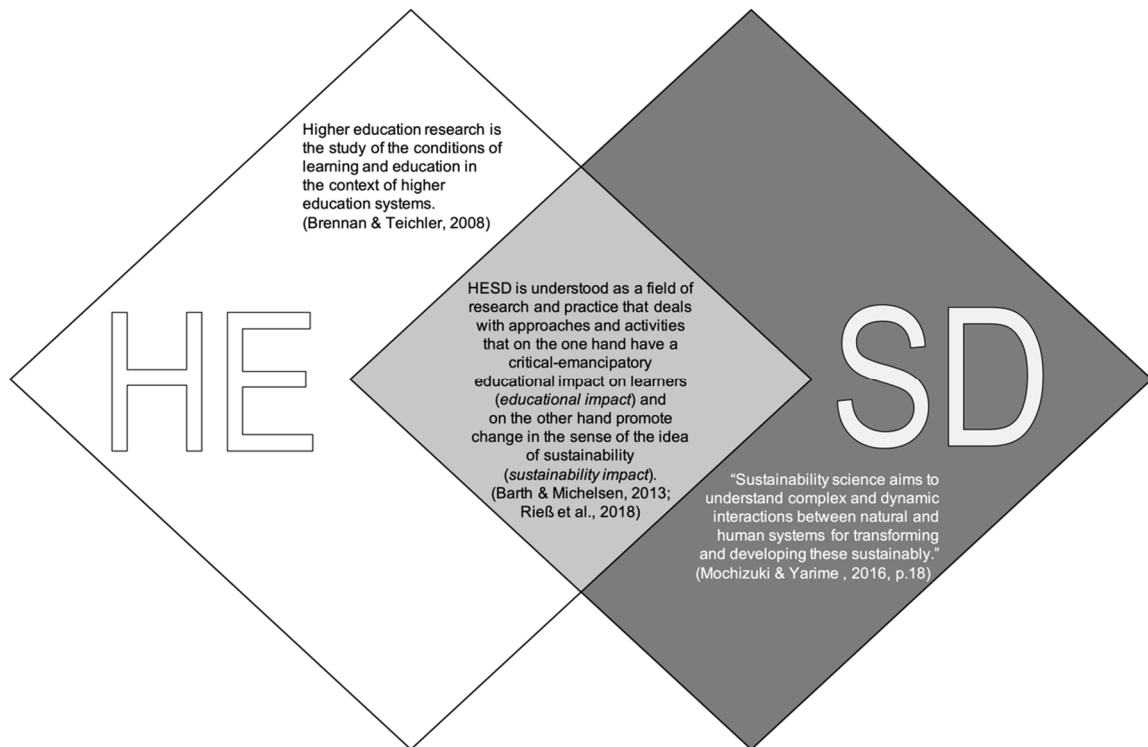 Higher education research is
the study of the conditions of
learning and education in
the context of higher
education systems.
(Brennan & Teichler, 2008)
HE
HESD is understood as a field of
research and practice that deals
with approaches and activities
that on the one hand have a
critical-emancipatory
educational impact on learners
(educational impact) and
on the other hand promote
change in the sense of the idea
of sustainability
(sustainability impact).
(Barth & Michelsen, 2013;
Rieß et al., 2018)
SD
“Sustainability science aims to
understand complex and dynamic
interactions between natural and
human systems for transforming
and developing these sustainably.”
(Mochizuki & Yarime , 2016, p.18)